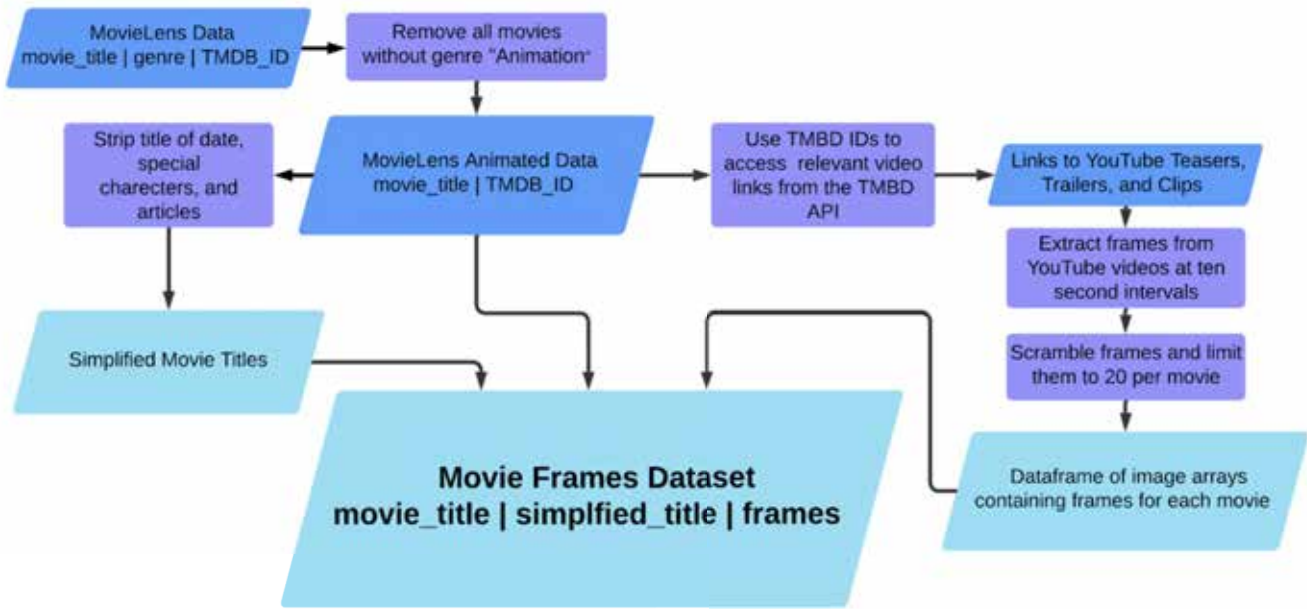 MovieLens Data
movie_title | genre | TMDB_ID
Remove all movies
without genre "Animation"
Strip title of date,
special
charecters, and
articles
MovieLens Animated Data
movie_title | TMDB_ID
Use TMBD IDs to
access relevant video
links from the TMBD
API
Links to YouTube Teasers,
Trailers, and Clips
Extract frames from
YouTube videos at ten
second intervals
Simplified Movie Titles
Scramble frames and limit
them to 20 per movie
Movie Frames Dataset
movie_title | simplfied_title | frames
Dataframe of image arrays
containing frames for each movie